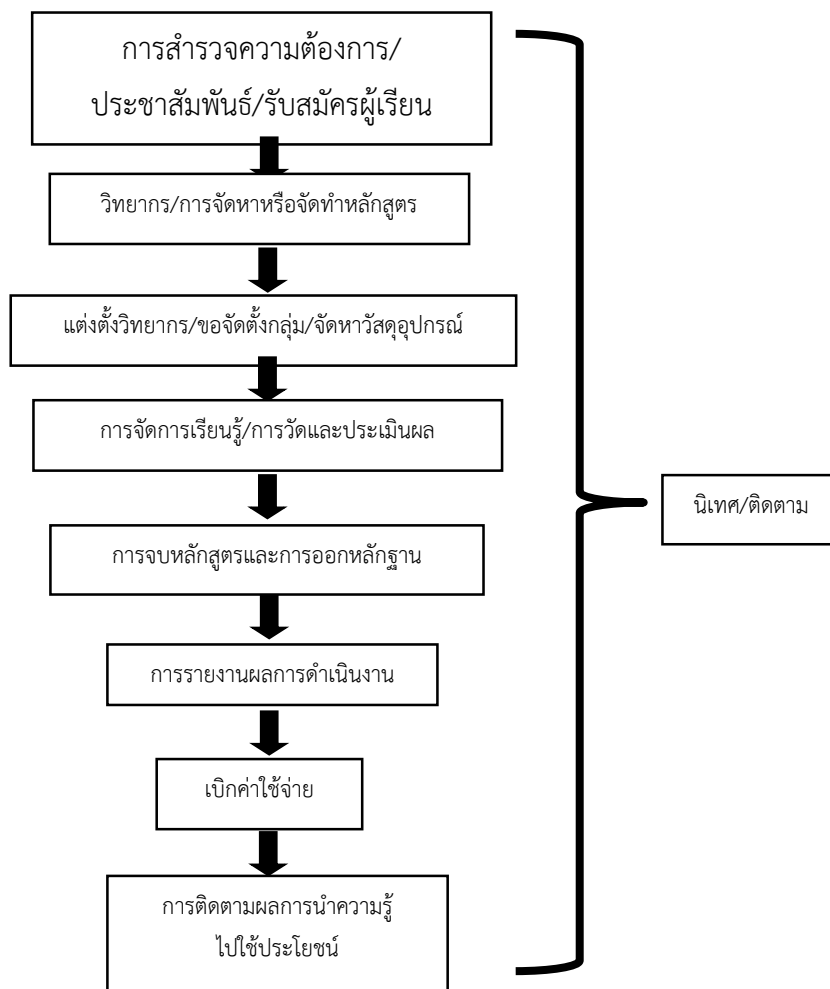 การสำรวจความต้องการ/
ประชาสัมพันธ์/รับสมัครผู้เรียน
วิทยากร/การจัดหาหรือจัดทำหลักสูตร
แต่งตั้งวิทยากร/ขอจัดตั้งกลุ่ม/จัดหาวัสดุอุปกรณ์
การจัดการเรียนรู้/การวัดและประเมินผล
นิเทศ/ติดตาม
การจบหลักสูตรและการออกหลักฐาน
การรายงานผลการดำเนินงาน
เบิกค่าใช้จ่าย
การติดตามผลการนำความรู้
ไปใช้ประโยชน์